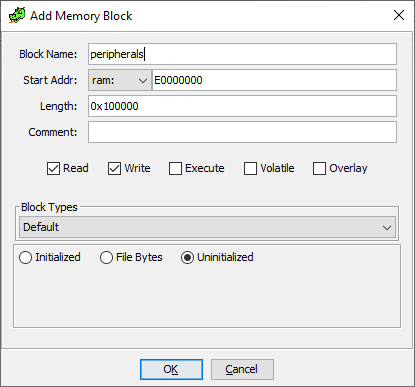 Add Memory Block
Block Name: peripherals
Start Addr: ram: E0000000
Length: 0x100000
Comment:
Read Write Execute Volatile Overlay
Block Types
Default
Initialized File Bytes Uninitialized
OK Cancel